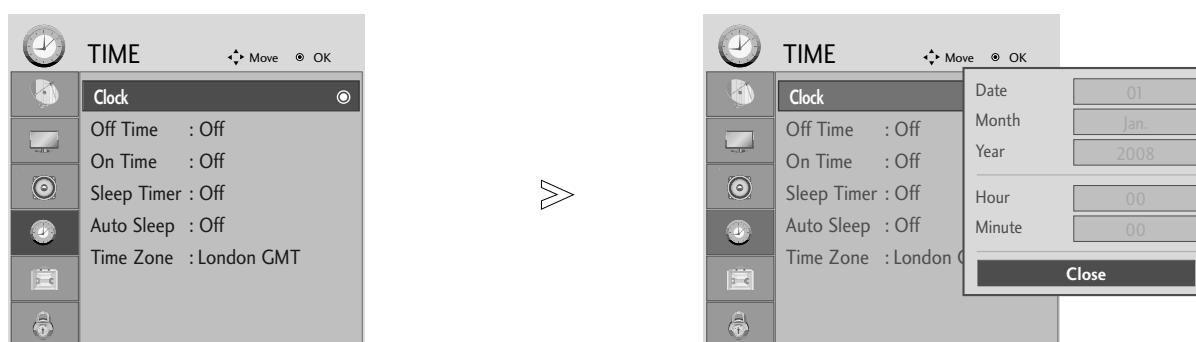 TIME
Move OK
Clock
Off Time : Off
On Time : Off
Sleep Timer : Off
Auto Sleep : Off
Time Zone : London GMT
TIME
Move OK
Clock
Off Time : Off
On Time : Off
Sleep Timer : Off
Auto Sleep : Off
Time Zone : London
Date 01
Month Jan.
Year 2008
Hour 00
Minute 00
Close